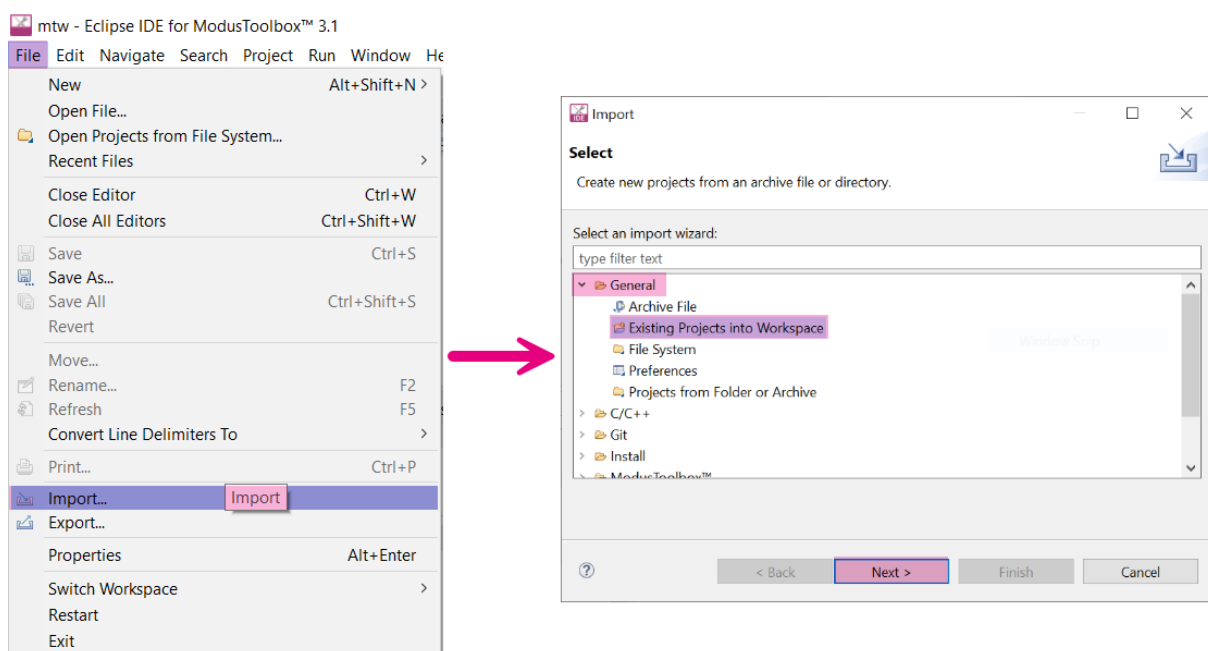 mtw - Eclipse IDE for ModusToolbox™ 3.1
File Edit Navigate Search Project Run Window He
New Alt+Shift+N >
Open File...
Open Projects from File System...
Recent Files >
Close Editor Ctrl+W
Close All Editors Ctrl+Shift+W
Save Ctrl+S
Save As...
Save All Ctrl+Shift+S
Revert
Move...
Rename... F2
Refresh F5
Convert Line Delimiters To >
Print... Ctrl+P
Import... Import
Export...
Properties Alt+Enter
Switch Workspace >
Restart
Exit
IDE Import
Select
Create new projects from an archive file or directory.
Select an import wizard:
type filter text
General
Archive File
Existing Projects into Workspace
File System
Window Snip
Preferences
Projects from Folder or Archive
> C/C++
> Git
> Install
> ModusToolbox™
? < Back Next > Finish Cancel